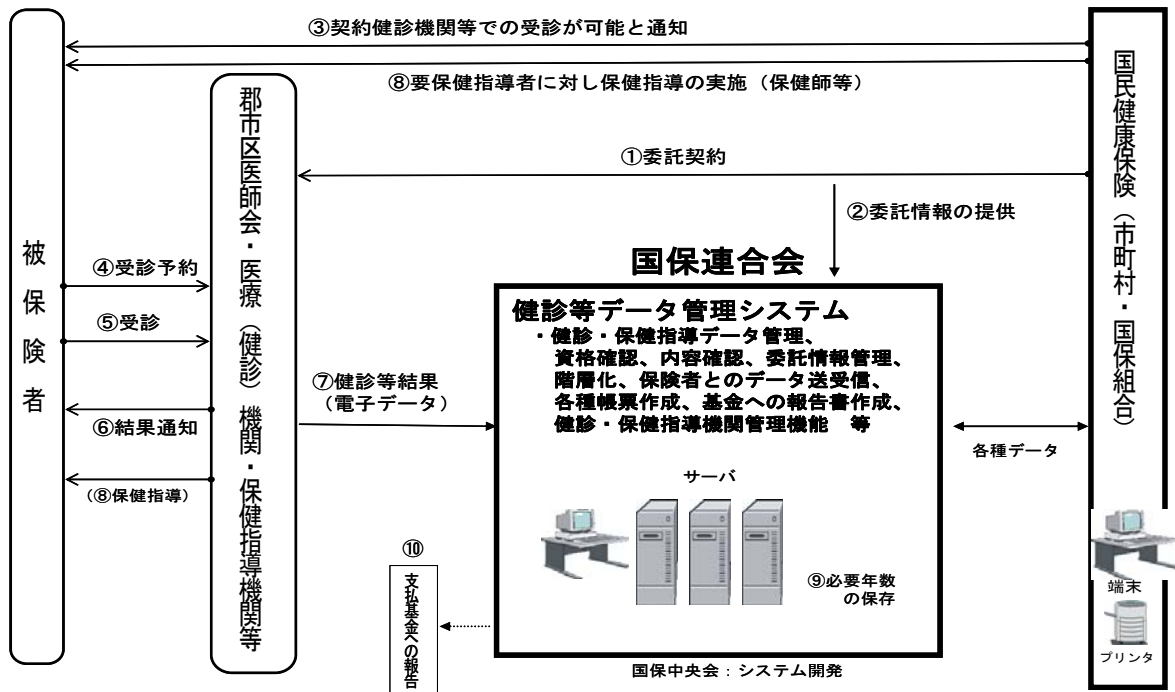 ③契約健診機関等での受診が可能と通知
⑧要保健指導者に対し保健指導の実施（保健師等）
①委託契約
②委託情報の提供
被保険者
④受診予約
⑤受診
⑥結果通知
（⑧保健指導）
郡市区医師会・医療（健診）機関・保健指導機関等
⑦健診等結果
（電子データ）
国保連合会
健診等データ管理システム
・健診・保健指導データ管理、
資格確認、内容確認、委託情報管理、
階層化、保険者とのデータ送受信、
各種帳票作成、基金への報告書作成、
健診・保健指導機関管理機能　等
サーバ
⑨必要年数
の保存
国保中央会：システム開発
⑩
支払基金への報告
各種データ
国民健康保険（市町村・国保組合）
端末
プリンタ